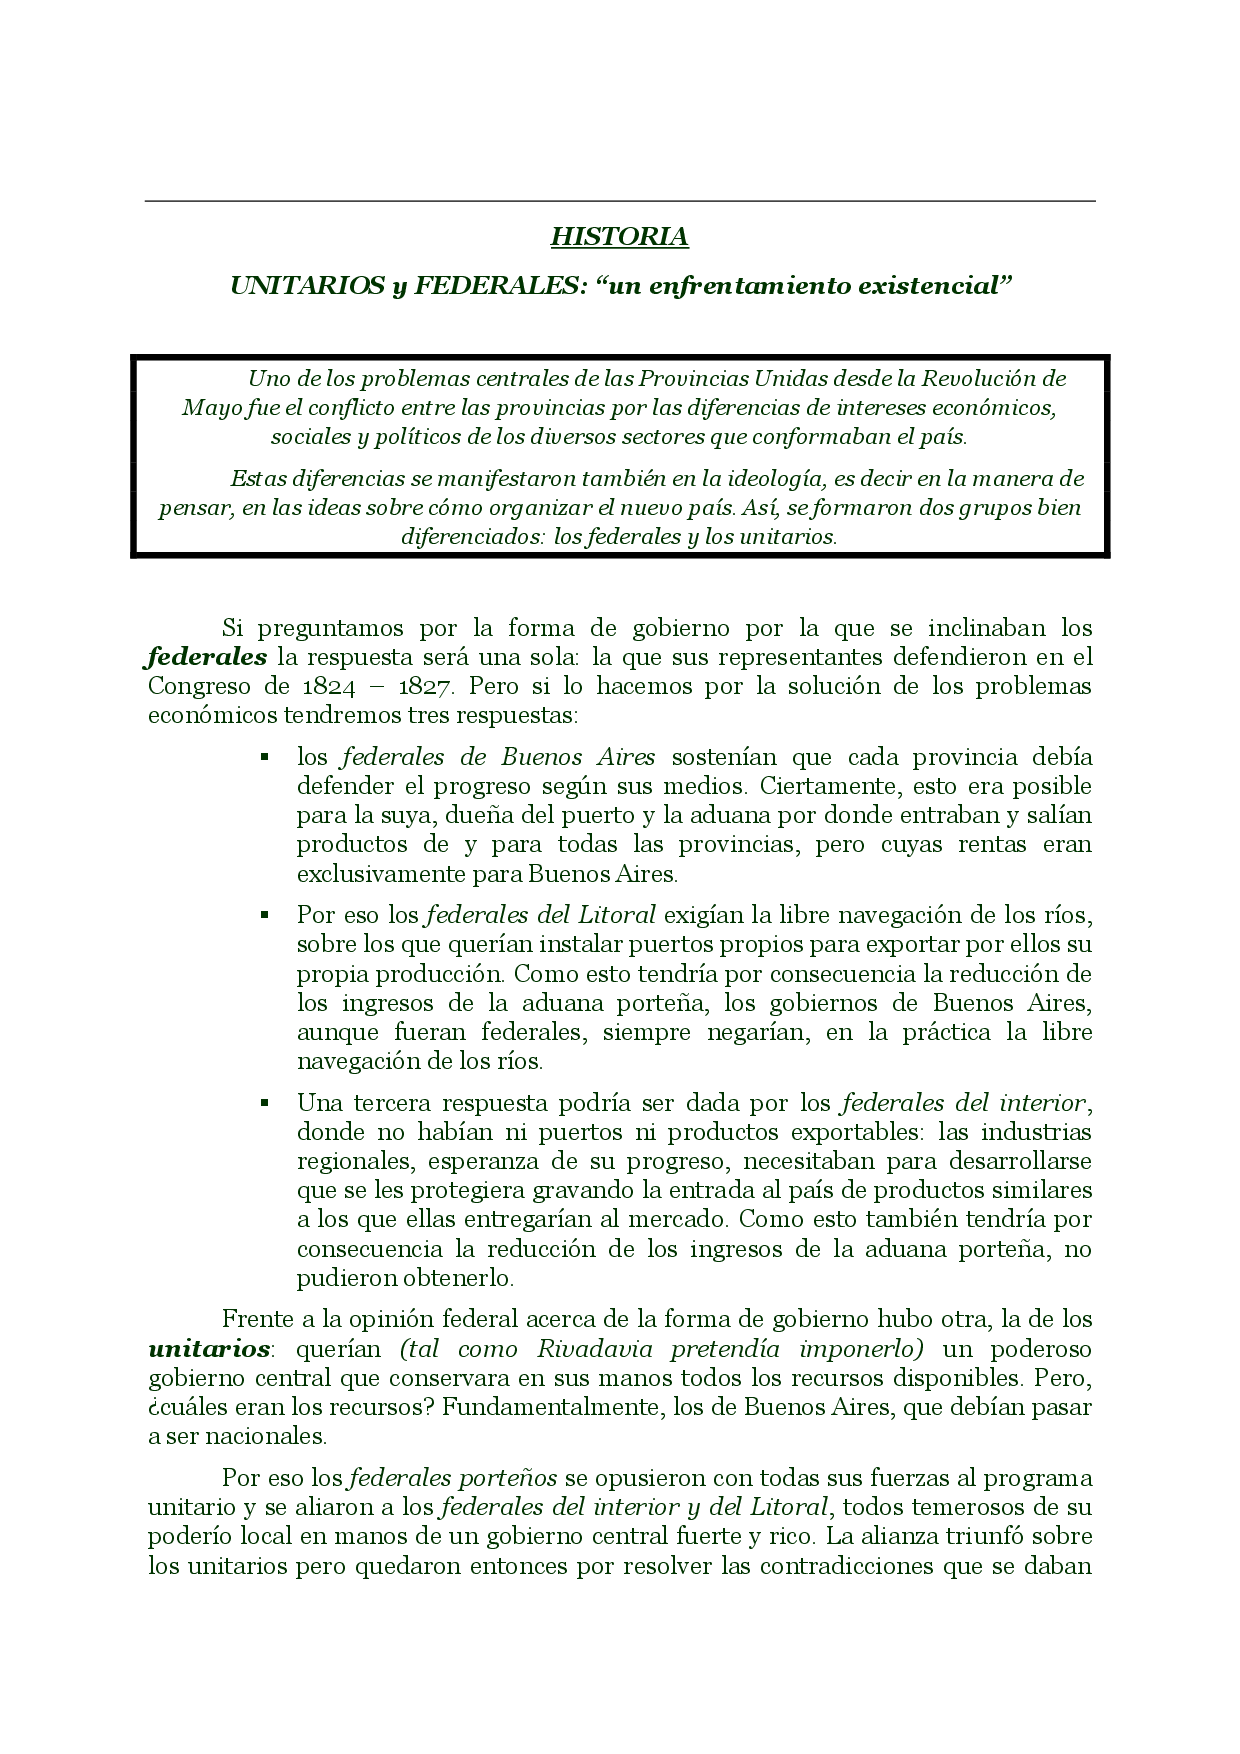 HISTORIA
UNITARIOS y FEDERALES: “un enfrentamiento existencial”
Uno de los problemas centrales de las Provincias Unidas desde la Revolución de
Mayo fue el conflicto entre las provincias por las diferencias de intereses económicos,
sociales y políticos de los diversos sectores que conformaban el país.
Estas diferencias se manifestaron también en la ideología, es decir en la manera de
pensar, en las ideas sobre cómo organizar el nuevo país. Así, se formaron dos grupos bien
diferenciados: los federales y los unitarios.
Si preguntamos por la forma de gobierno por la que se inclinaban los
federales la respuesta será una sola: la que sus representantes defendieron en el
Congreso de 1824 – 1827. Pero si lo hacemos por la solución de los problemas
económicos tendremos tres respuestas:
▪ los federales de Buenos Aires sostenían que cada provincia debía
defender el progreso según sus medios. Ciertamente, esto era posible
para la suya, dueña del puerto y la aduana por donde entraban y salían
productos de y para todas las provincias, pero cuyas rentas eran
exclusivamente para Buenos Aires.
▪ Por eso los federales del Litoral exigían la libre navegación de los ríos,
sobre los que querían instalar puertos propios para exportar por ellos su
propia producción. Como esto tendría por consecuencia la reducción de
los ingresos de la aduana porteña, los gobiernos de Buenos Aires,
aunque fueran federales, siempre negarían, en la práctica la libre
navegación de los ríos.
▪ Una tercera respuesta podría ser dada por los federales del interior,
donde no habían ni puertos ni productos exportables: las industrias
regionales, esperanza de su progreso, necesitaban para desarrollarse
que se les protegiera gravando la entrada al país de productos similares
a los que ellas entregarían al mercado. Como esto también tendría por
consecuencia la reducción de los ingresos de la aduana porteña, no
pudieron obtenerlo.
Frente a la opinión federal acerca de la forma de gobierno hubo otra, la de los
unitarios: querían (tal como Rivadavia pretendía imponerlo) un poderoso
gobierno central que conservara en sus manos todos los recursos disponibles. Pero,
¿cuáles eran los recursos? Fundamentalmente, los de Buenos Aires, que debían pasar
a ser nacionales.
Por eso los federales porteños se opusieron con todas sus fuerzas al programa
unitario y se aliaron a los federales del interior y del Litoral, todos temerosos de su
poderío local en manos de un gobierno central fuerte y rico. La alianza triunfó sobre
los unitarios pero quedaron entonces por resolver las contradicciones que se daban